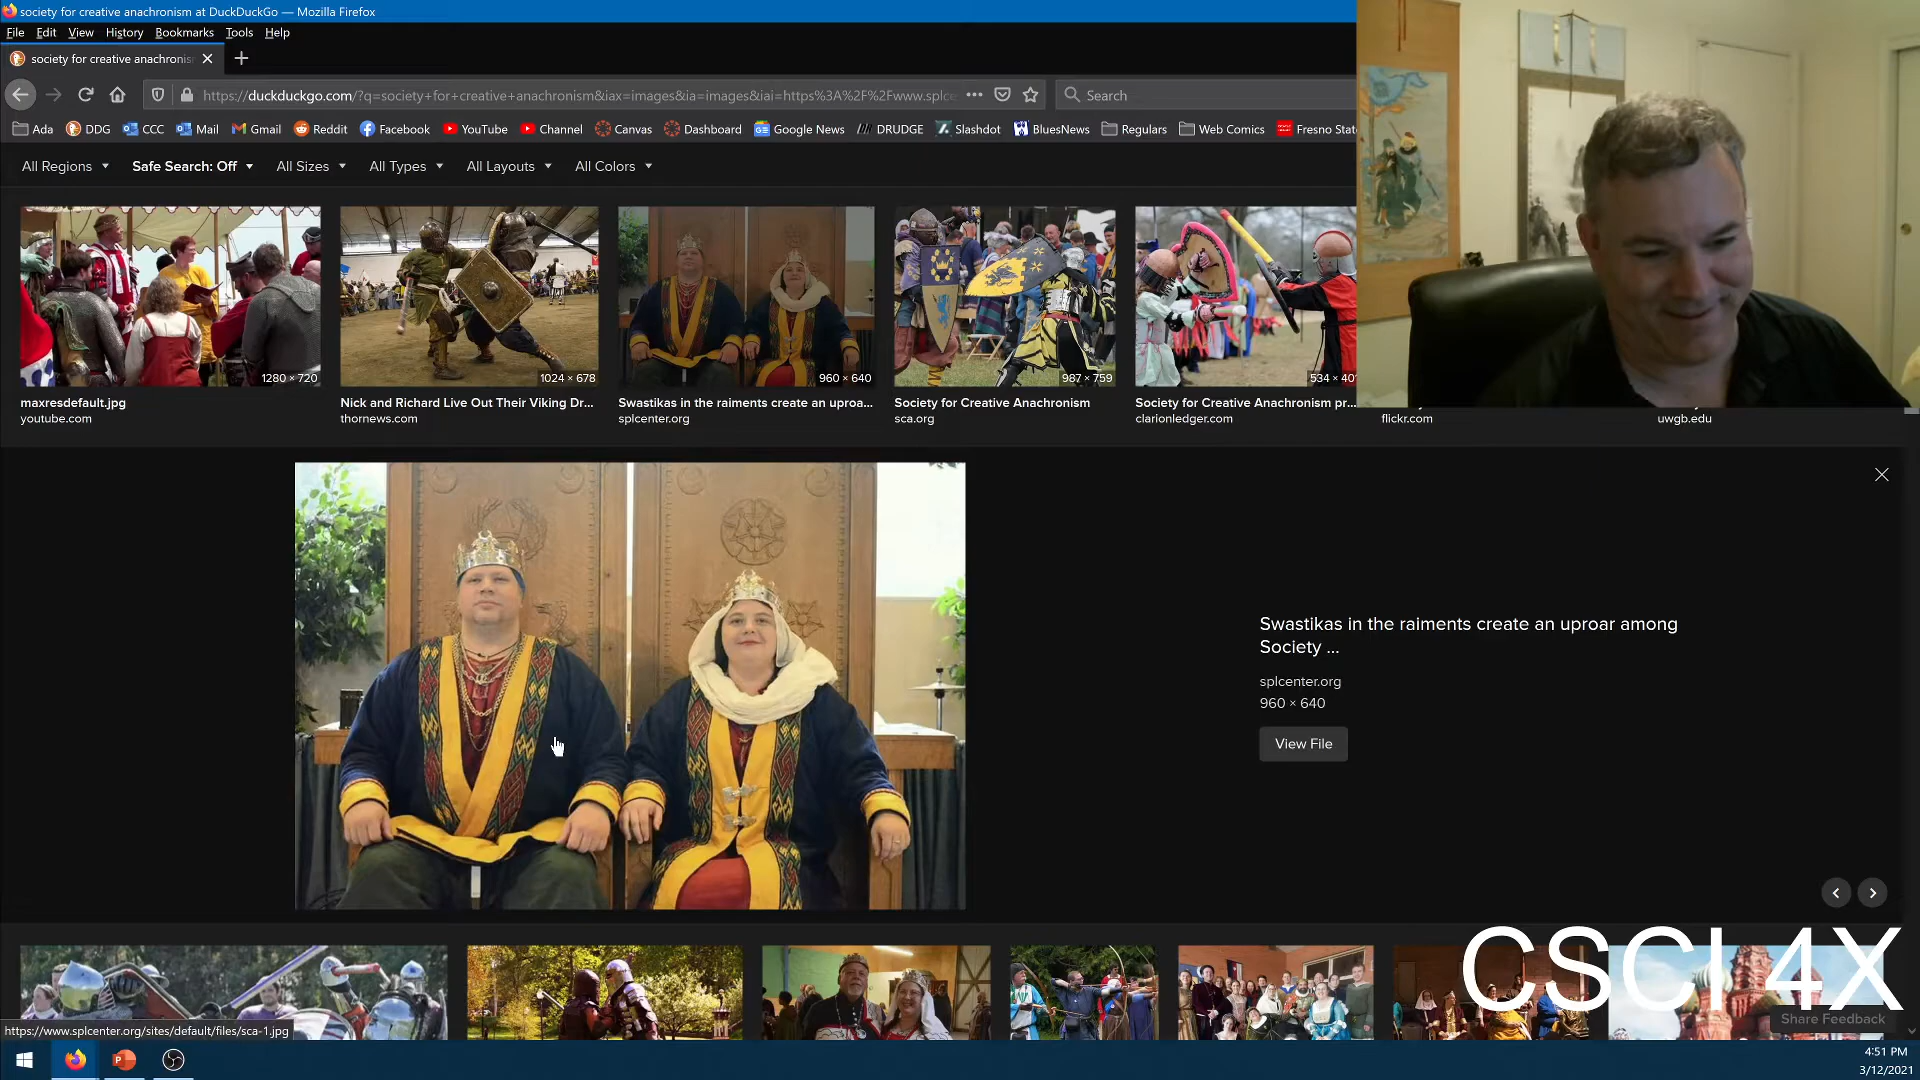 society for creative anachronism at DuckDuckGo — Mozilla Firefox
File Edit View History Bookmarks Tools Help
society for creative anachronis
https://duckduckgo.com/?q=society+for+creative+anachronism&iax=images&ia=images&iai=https%3A%2F%2Fwww.splce
Search
Ada DDG CCC Mail Gmail Reddit Facebook YouTube Channel Canvas Dashboard Google News DRUDGE Slashdot BluesNews Regulars Web Comics Fresno Stat
All Regions Safe Search: Off All Sizes All Types All Layouts All Colors
1280 × 720 1024 × 678 960 × 640 987 × 759 534 × 401
maxresdefault.jpg Nick and Richard Live Out Their Viking Dr... Swastikas in the raiments create an uproa... Society for Creative Anachronism Society for Creative Anachronism pr...
youtube.com thornews.com splcenter.org sca.org clarionledger.com flickr.com uwgb.edu
Swastikas in the raiments create an uproar among
Society ...
splcenter.org
960 × 640
View File
CSCI 4X
Share Feedback
https://www.splcenter.org/sites/default/files/sca-1.jpg
4:51 PM
3/12/2021